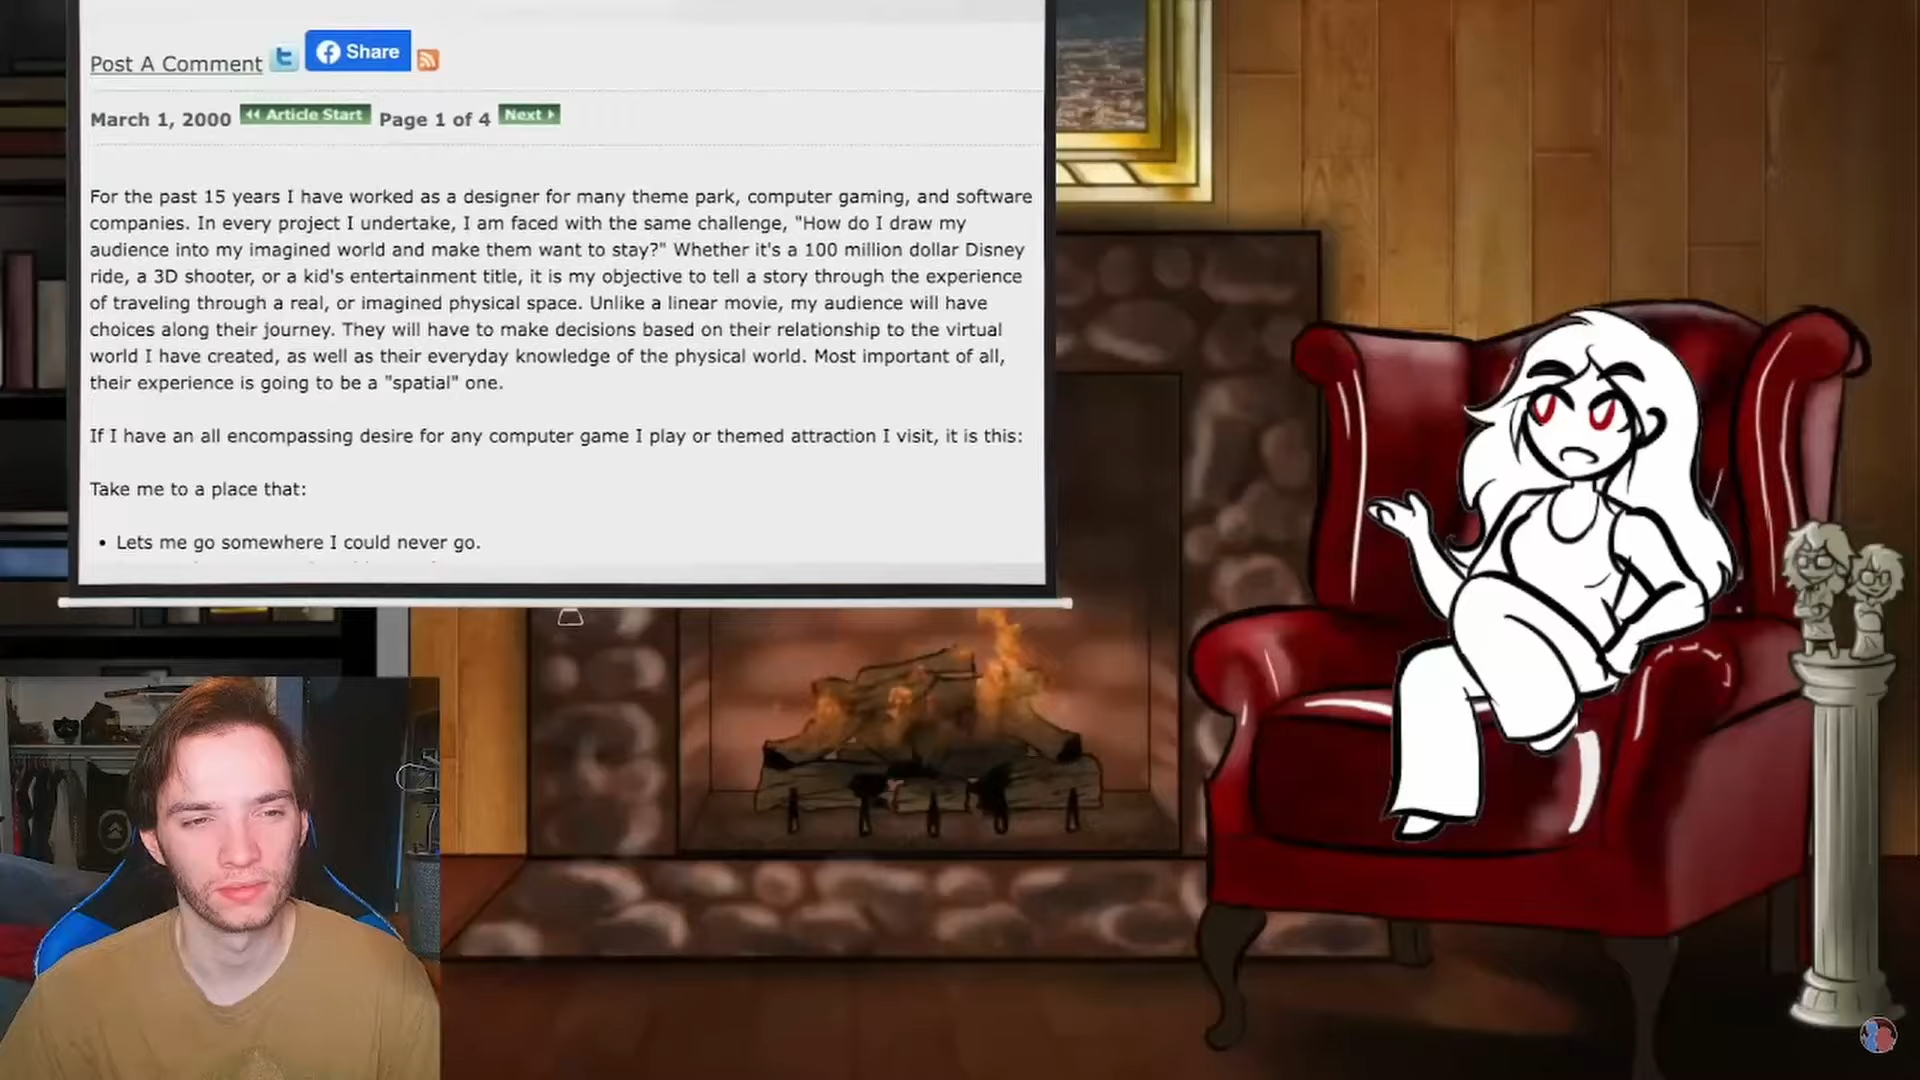 Post A Comment Share
March 1, 2000 Article Start Page 1 of 4 Next
For the past 15 years I have worked as a designer for many theme park, computer gaming, and software
companies. In every project I undertake, I am faced with the same challenge, "How do I draw my
audience into my imagined world and make them want to stay?" Whether it's a 100 million dollar Disney
ride, a 3D shooter, or a kid's entertainment title, it is my objective to tell a story through the experience
of traveling through a real, or imagined physical space. Unlike a linear movie, my audience will have
choices along their journey. They will have to make decisions based on their relationship to the virtual
world I have created, as well as their everyday knowledge of the physical world. Most important of all,
their experience is going to be a "spatial" one.
If I have an all encompassing desire for any computer game I play or themed attraction I visit, it is this:
Take me to a place that:
• Lets me go somewhere I could never go.